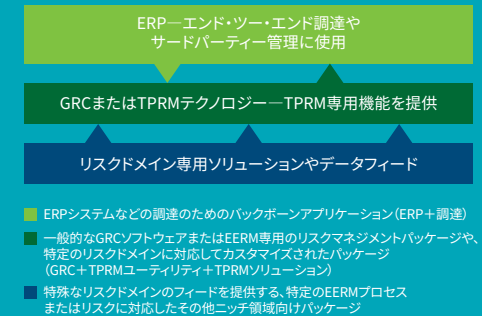 ERP―エンド・ツー・エンド調達や
サードパーティー管理に使用
GRCまたはTPRMテクノロジー―TPRM専用機能を提供
リスクドメイン専用ソリューションやデータフィード
ERPシステムなどの調達のためのバックボーンアプリケーション（ERP＋調達）
一般的なGRCソフトウェアまたはEERM専用のリスクマネジメントパッケージや、
特定のリスクドメインに対応してカスタマイズされたパッケージ
（GRC＋TPRMユーティリティ＋TPRMソリューション）
特殊なリスクドメインのフィードを提供する、特定のEERMプロセス
またはリスクに対応したその他ニッチ領域向けパッケージ